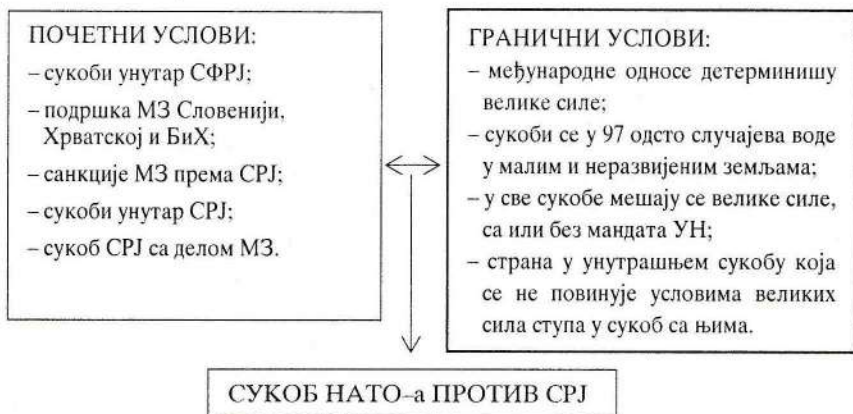 ПОЧЕТНИ УСЛОВИ:
– сукоби унутар СФРЈ;
– подршка МЗ Словенији,
Хрватској и БиХ;
– санкције МЗ према СРЈ;
– сукоби унутар СРЈ;
– сукоб СРЈ са делом МЗ.
ГРАНИЧНИ УСЛОВИ:
– међународне односе детерминишу
велике силе;
– сукоби се у 97 одсто случајева воде
у малим и неразвијеним земљама;
– у све сукобе мешају се велике силе,
са или без мандата УН;
– страна у унутрашњем сукобу која
се не повинује условима великих
сила ступа у сукоб са њима.
СУКОБ НАТО–а ПРОТИВ СРЈ